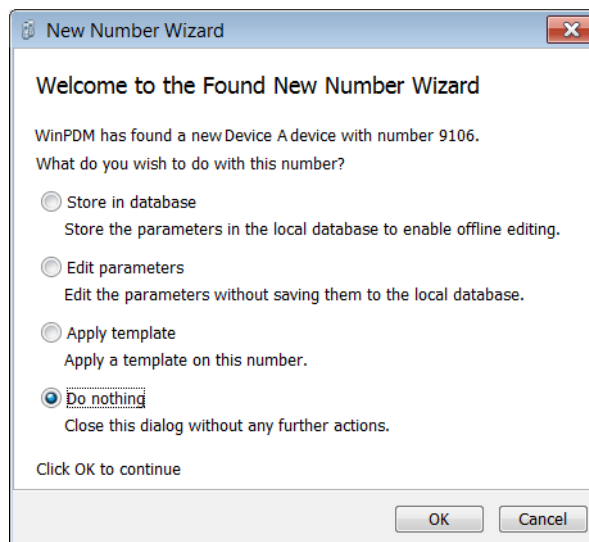 New Number Wizard
Welcome to the Found New Number Wizard
WinPDM has found a new Device A device with number 9106.
What do you wish to do with this number?
Store in database
Store the parameters in the local database to enable offline editing.
Edit parameters
Edit the parameters without saving them to the local database.
Apply template
Apply a template on this number.
Do nothing
Close this dialog without any further actions.
Click OK to continue
OK Cancel